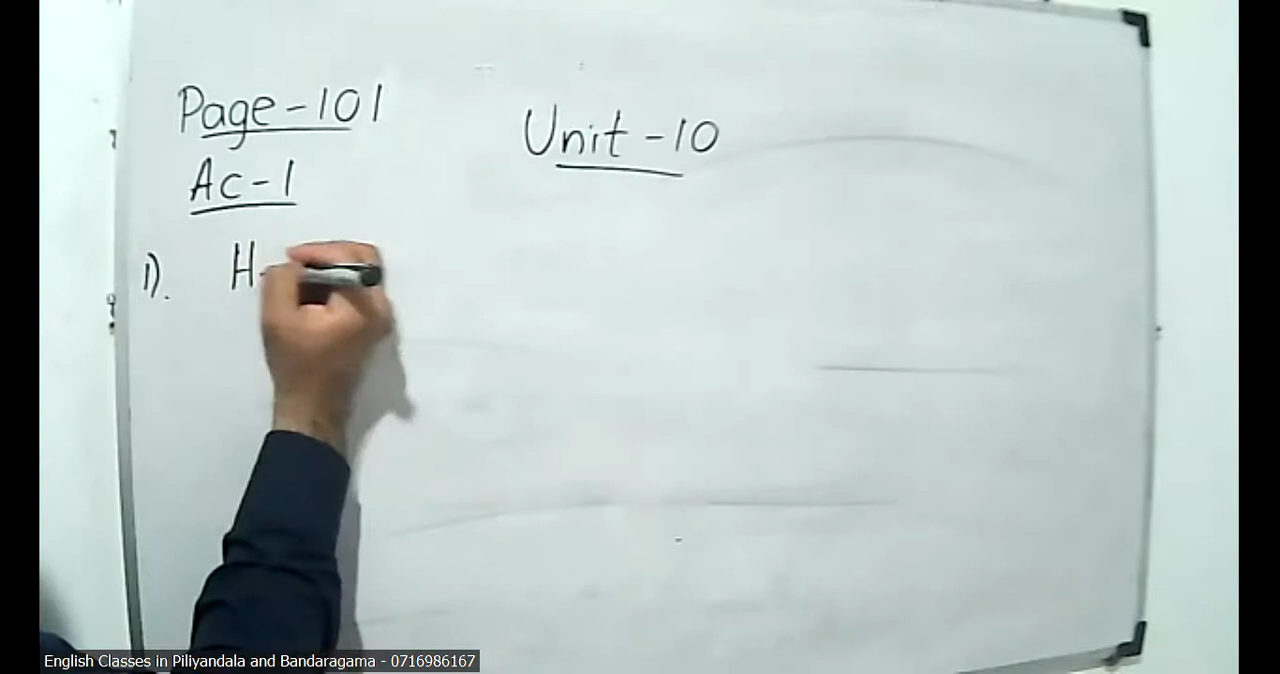 Page-101
Unit-10
Ac-1
1). H
English Classes in Piliyandala and Bandaragama - 0716986167